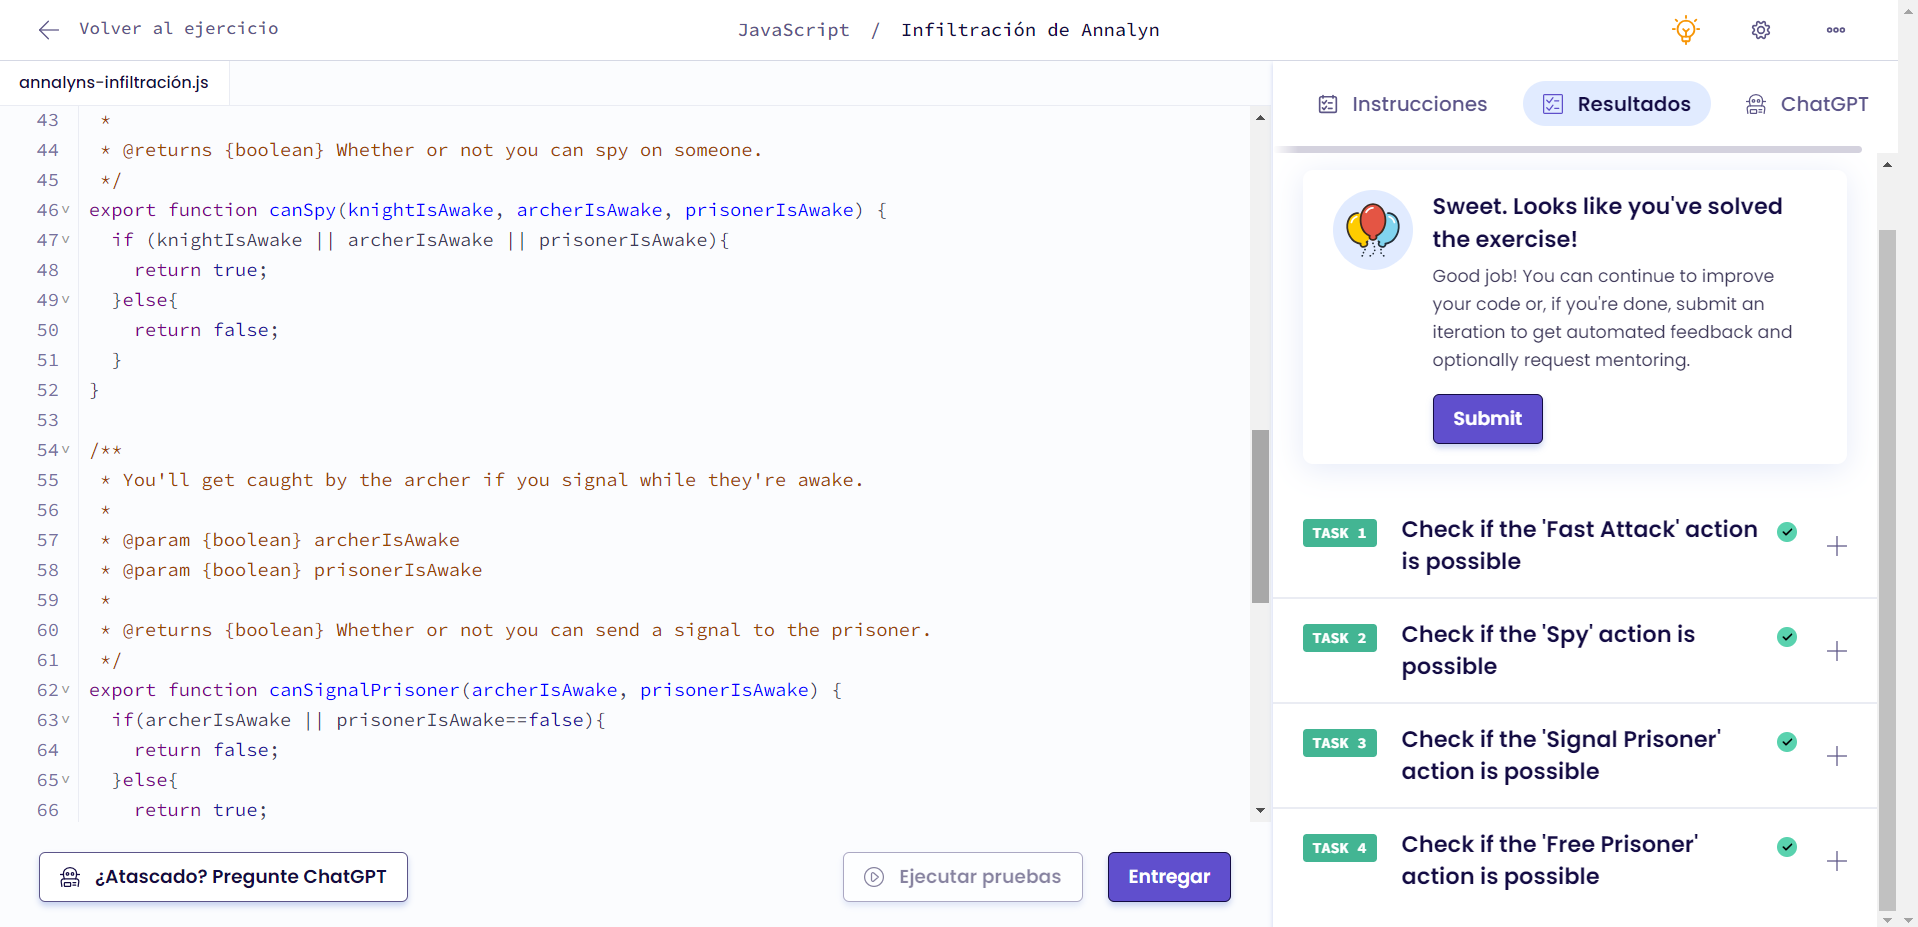 Volver al ejercicio
JavaScript / Infiltración de Annalyn
annalyns-infiltración.js
43 *
44 * @returns {boolean} Whether or not you can spy on someone.
45 */
46 export function canSpy(knightIsAwake, archerIsAwake, prisonerIsAwake) {
47 if (knightIsAwake || archerIsAwake || prisonerIsAwake){
48 return true;
49 }else{
50 return false;
51 }
52 }
53
54 /**
55 * You'll get caught by the archer if you signal while they're awake.
56 *
57 * @param {boolean} archerIsAwake
58 * @param {boolean} prisonerIsAwake
59 *
60 * @returns {boolean} Whether or not you can send a signal to the prisoner.
61 */
62 export function canSignalPrisoner(archerIsAwake, prisonerIsAwake) {
63 if(archerIsAwake || prisonerIsAwake==false){
64 return false;
65 }else{
66 return true;
¿Atascado? Pregunte ChatGPT
Ejecutar pruebas
Entregar
Instrucciones
Resultados
ChatGPT
Sweet. Looks like you've solved
the exercise!
Good job! You can continue to improve
your code or, if you're done, submit an
iteration to get automated feedback and
optionally request mentoring.
Submit
TASK 1 Check if the 'Fast Attack' action
is possible
TASK 2 Check if the 'Spy' action is
possible
TASK 3 Check if the 'Signal Prisoner'
action is possible
TASK 4 Check if the 'Free Prisoner'
action is possible